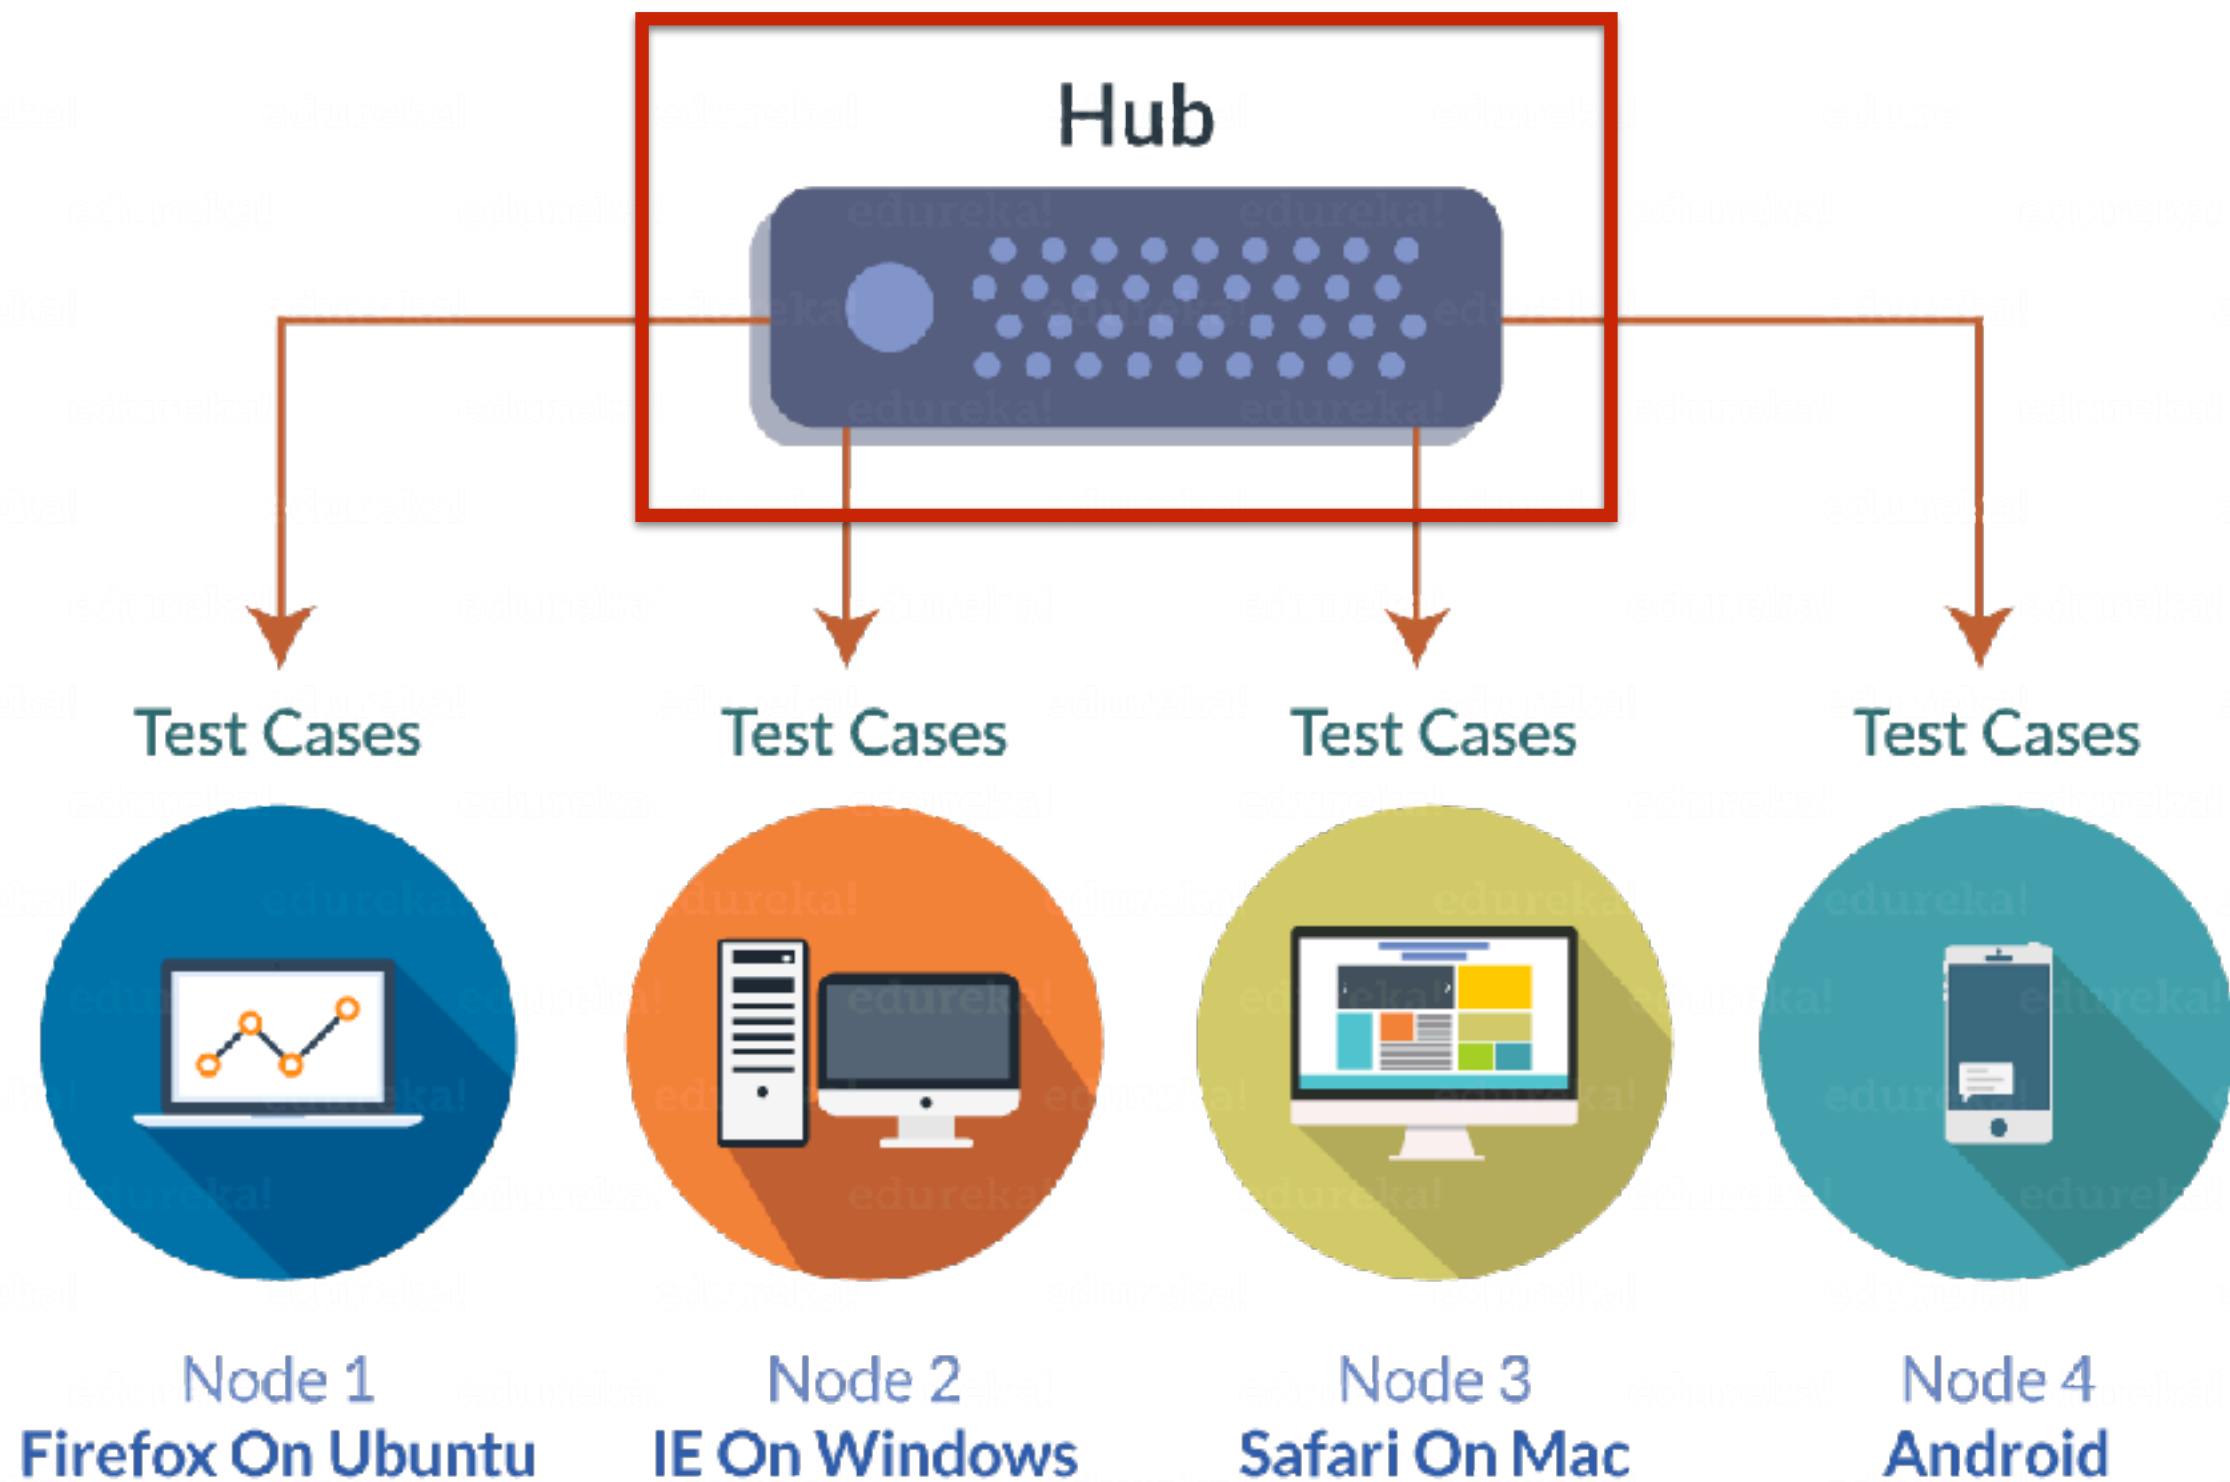 Hub
Test Cases Test Cases Test Cases Test Cases
Node 1 Node 2 Node 3 Node 4
Firefox On Ubuntu IE On Windows Safari On Mac Android
edureka!